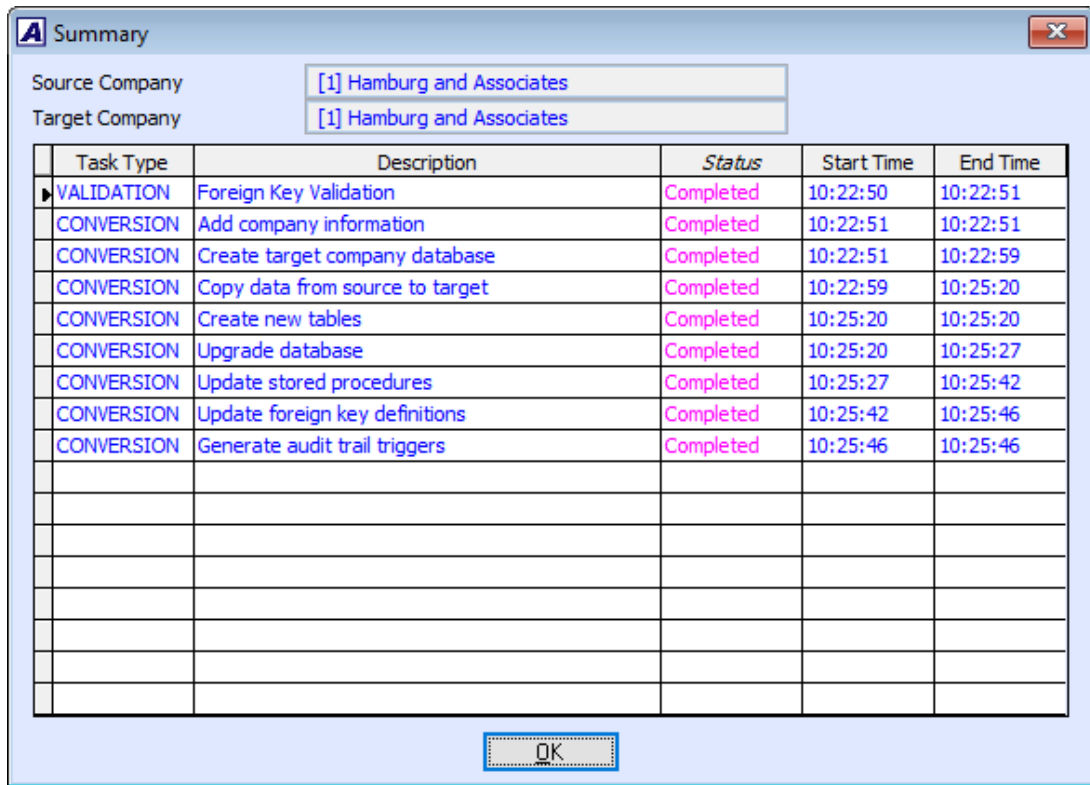 A Summary
Source Company [1] Hamburg and Associates
Target Company [1] Hamburg and Associates
Task Type Description Status Start Time End Time
VALIDATION Foreign Key Validation Completed 10:22:50 10:22:51
CONVERSION Add company information Completed 10:22:51 10:22:51
CONVERSION Create target company database Completed 10:22:51 10:22:59
CONVERSION Copy data from source to target Completed 10:22:59 10:25:20
CONVERSION Create new tables Completed 10:25:20 10:25:20
CONVERSION Upgrade database Completed 10:25:20 10:25:27
CONVERSION Update stored procedures Completed 10:25:27 10:25:42
CONVERSION Update foreign key definitions Completed 10:25:42 10:25:46
CONVERSION Generate audit trail triggers Completed 10:25:46 10:25:46
OK